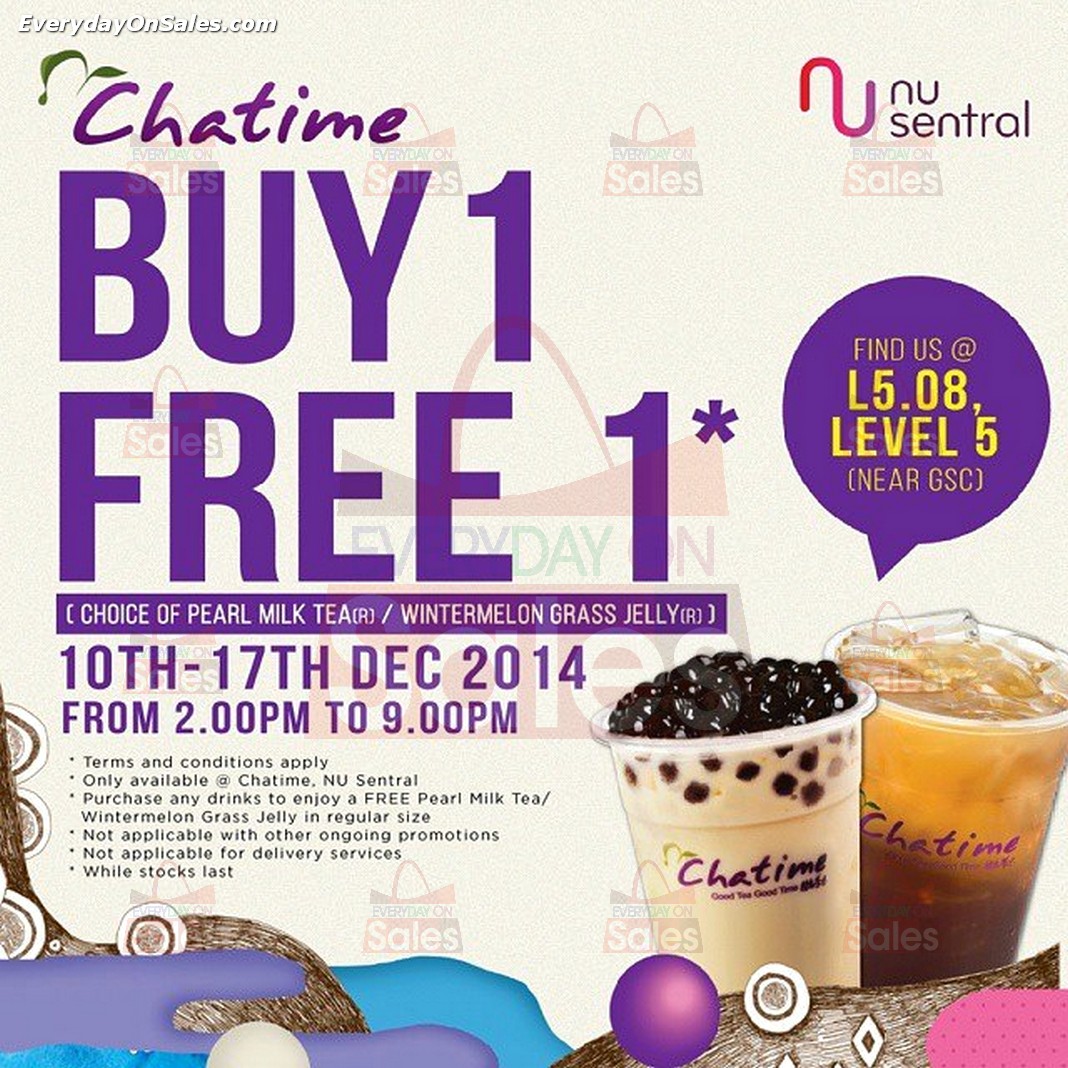 EverydayOnSales.com
Chatime
nu
sentral
BUY 1
FREE 1*
FIND US @
L5.08,
LEVEL 5
(NEAR GSC)
( CHOICE OF PEARL MILK TEA(R) / WINTERMELON GRASS JELLY(R) )
10TH-17TH DEC 2014
FROM 2.00PM TO 9.00PM
* Terms and conditions apply
* Only available @ Chatime, NU Sentral
* Purchase any drinks to enjoy a FREE Pearl Milk Tea/
Wintermelon Grass Jelly in regular size
* Not applicable with other ongoing promotions
* Not applicable for delivery services
* While stocks last
Chatime
Good Tea Good Time
Chatime
EVERYDAY ON
Sales